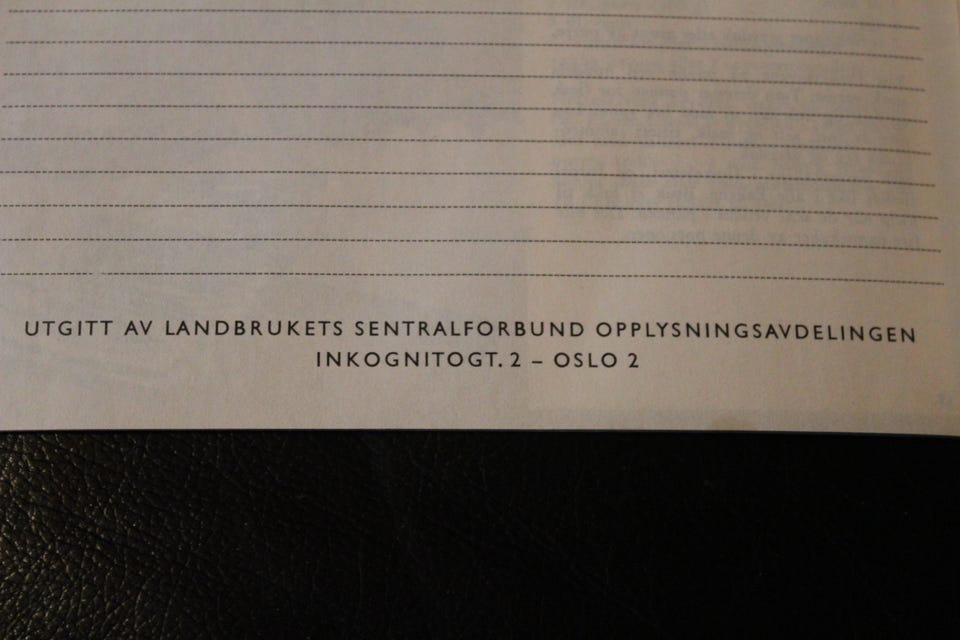 UTGITT AV LANDBRUKETS SENTRALFORBUND OPPLYSNINGSAVDELINGEN
INKOGNITOGT. 2 – OSLO 2